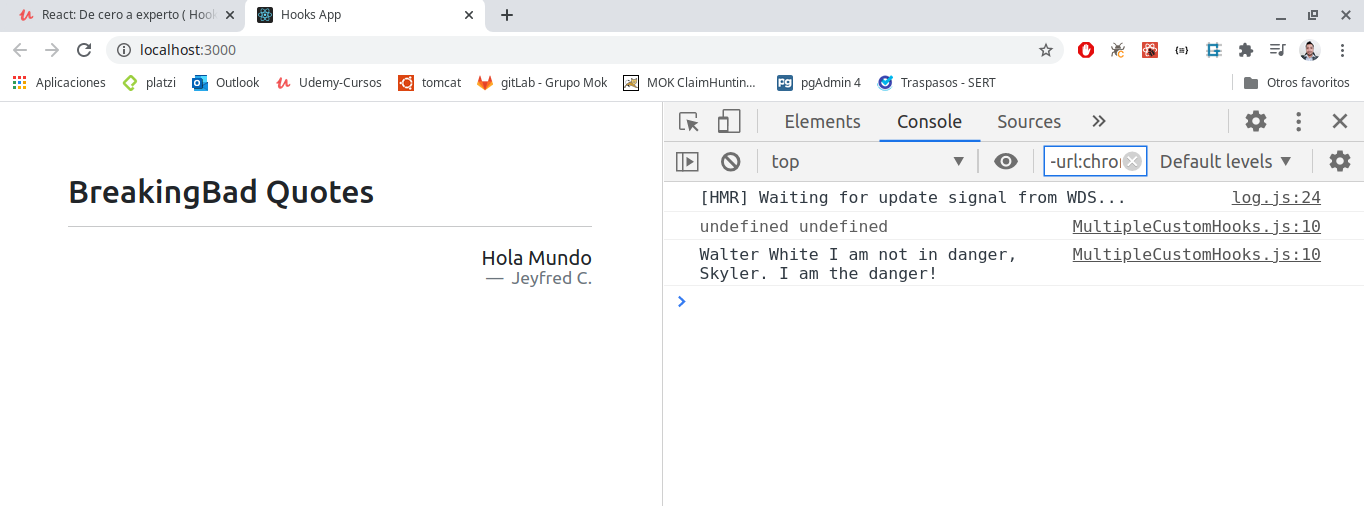 React: De cero a experto ( Hook
Hooks App
localhost:3000
Aplicaciones
platzi
Outlook
Udemy-Cursos
tomcat
gitLab - Grupo Mok
MOK ClaimHuntin...
pgAdmin 4
Traspasos - SERT
Otros favoritos
BreakingBad Quotes
Hola Mundo
— Jeyfred C.
Elements
Console
Sources
top
-url:chro
Default levels
[HMR] Waiting for update signal from WDS... log.js:24
undefined undefined MultipleCustomHooks.js:10
Walter White I am not in danger, MultipleCustomHooks.js:10
Skyler. I am the danger!